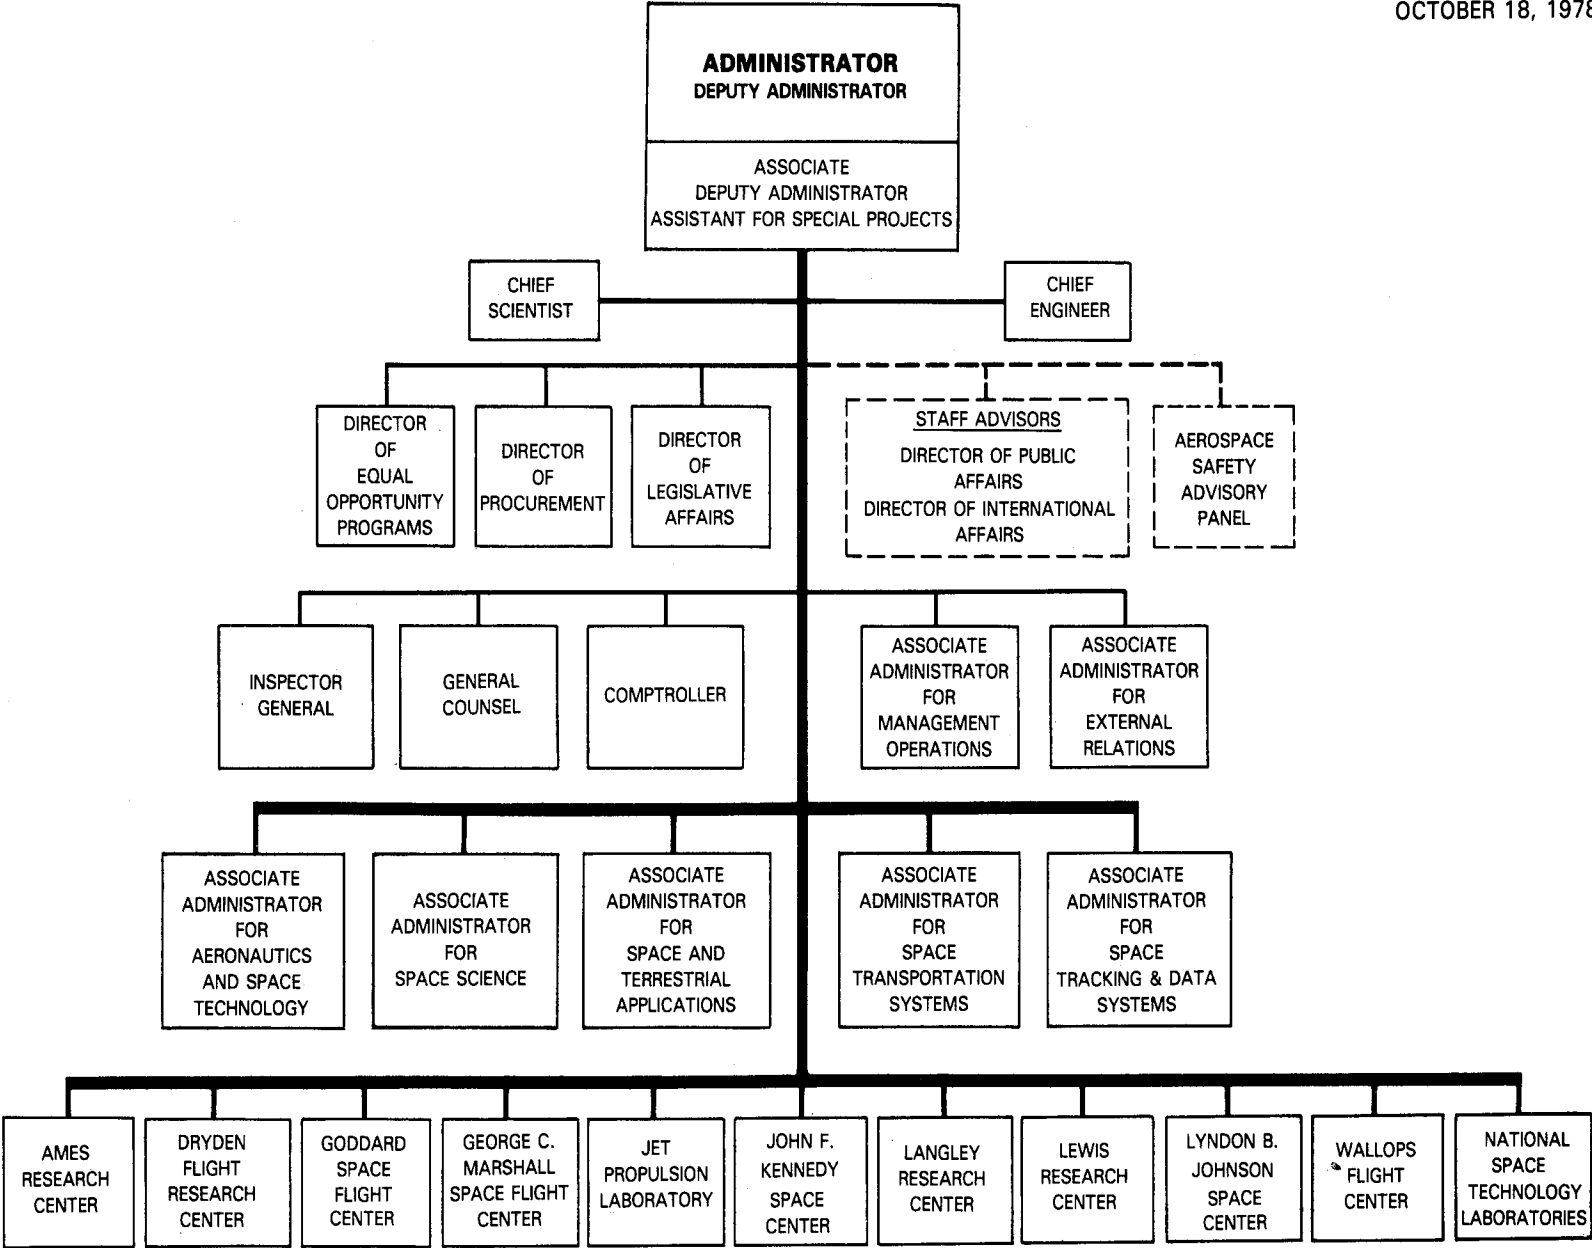 OCTOBER 18, 1978
ADMINISTRATOR
DEPUTY ADMINISTRATOR
ASSOCIATE
DEPUTY ADMINISTRATOR
ASSISTANT FOR SPECIAL PROJECTS
CHIEF
SCIENTIST
CHIEF
ENGINEER
DIRECTOR
OF
EQUAL
OPPORTUNITY
PROGRAMS
DIRECTOR
OF
PROCUREMENT
DIRECTOR
OF
LEGISLATIVE
AFFAIRS
STAFF ADVISORS
DIRECTOR OF PUBLIC
AFFAIRS
DIRECTOR OF INTERNATIONAL
AFFAIRS
AEROSPACE
SAFETY
ADVISORY
PANEL
INSPECTOR
GENERAL
GENERAL
COUNSEL
COMPTROLLER
ASSOCIATE
ADMINISTRATOR
FOR
MANAGEMENT
OPERATIONS
ASSOCIATE
ADMINISTRATOR
FOR
EXTERNAL
RELATIONS
ASSOCIATE
ADMINISTRATOR
FOR
AERONAUTICS
AND SPACE
TECHNOLOGY
ASSOCIATE
ADMINISTRATOR
FOR
SPACE SCIENCE
ASSOCIATE
ADMINISTRATOR
FOR
SPACE AND
TERRESTRIAL
APPLICATIONS
ASSOCIATE
ADMINISTRATOR
FOR
SPACE
TRANSPORTATION
SYSTEMS
ASSOCIATE
ADMINISTRATOR
FOR
SPACE
TRACKING & DATA
SYSTEMS
AMES
RESEARCH
CENTER
DRYDEN
FLIGHT
RESEARCH
CENTER
GODDARD
SPACE
FLIGHT
CENTER
GEORGE C.
MARSHALL
SPACE FLIGHT
CENTER
JET
PROPULSION
LABORATORY
JOHN F.
KENNEDY
SPACE
CENTER
LANGLEY
RESEARCH
CENTER
LEWIS
RESEARCH
CENTER
LYNDON B.
JOHNSON
SPACE
CENTER
WALLOPS
FLIGHT
CENTER
NATIONAL
SPACE
TECHNOLOGY
LABORATORIES